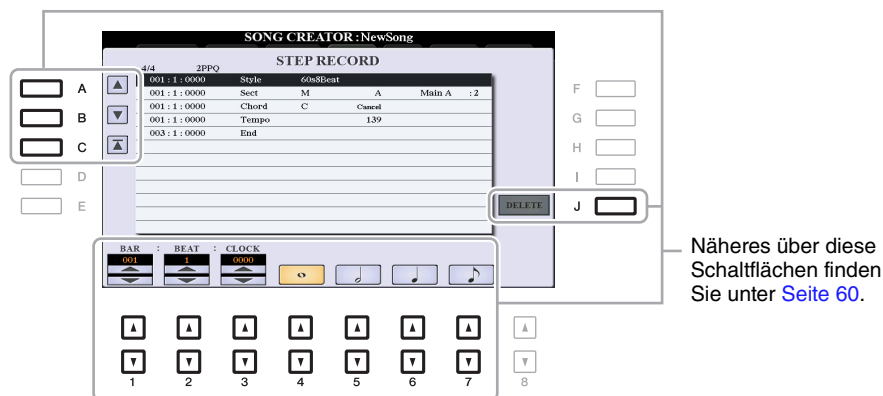 SONG CREATOR : NewSong
STEP RECORD
4/4 2PPQ
001 : 1 : 0000 Style 60s8Beat
001 : 1 : 0000 Sect M A Main A : 2
001 : 1 : 0000 Chord C Cancel
001 : 1 : 0000 Tempo 139
003 : 1 : 0000 End
A
B
C
D
E
F
G
H
I
DELETE J
BAR : BEAT : CLOCK
001 1 0000
1 2 3 4 5 6 7 8
Näheres über diese
Schaltflächen finden
Sie unter Seite 60.